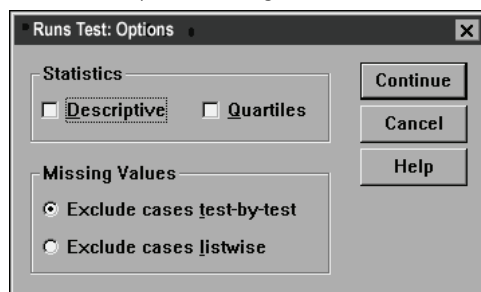 Runs Test: Options
Statistics
Descriptive Quartiles
Missing Values
Exclude cases test-by-test
Exclude cases listwise
Continue
Cancel
Help